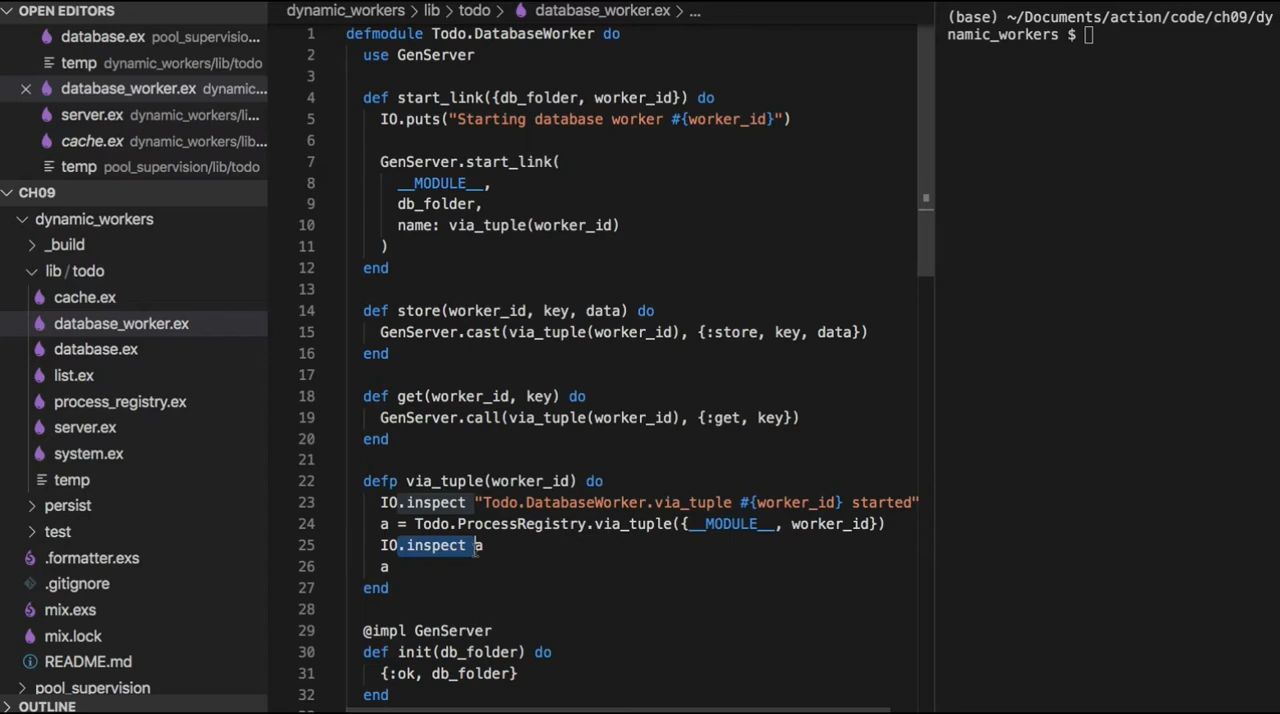 OPEN EDITORS
database.ex pool_supervisio...
temp dynamic_workers/lib/todo
database_worker.ex dynamic...
server.ex dynamic_workers/li...
cache.ex dynamic_workers/lib...
temp pool_supervision/lib/todo
CH09
dynamic_workers
_build
lib / todo
cache.ex
database_worker.ex
database.ex
list.ex
process_registry.ex
server.ex
system.ex
temp
persist
test
.formatter.exs
.gitignore
mix.exs
mix.lock
README.md
pool_supervision
OUTLINE
dynamic_workers > lib > todo > database_worker.ex > ...
1 defmodule Todo.DatabaseWorker do
2 use GenServer
3
4 def start_link({db_folder, worker_id}) do
5 IO.puts("Starting database worker #{worker_id}")
6
7 GenServer.start_link(
8 __MODULE__,
9 db_folder,
10 name: via_tuple(worker_id)
11 )
12 end
13
14 def store(worker_id, key, data) do
15 GenServer.cast(via_tuple(worker_id), {:store, key, data})
16 end
17
18 def get(worker_id, key) do
19 GenServer.call(via_tuple(worker_id), {:get, key})
20 end
21
22 defp via_tuple(worker_id) do
23 IO.inspect "Todo.DatabaseWorker.via_tuple #{worker_id} started"
24 a = Todo.ProcessRegistry.via_tuple({__MODULE__, worker_id})
25 IO.inspect a
26 a
27 end
28
29 @impl GenServer
30 def init(db_folder) do
31 {:ok, db_folder}
32 end
(base) ~/Documents/action/code/ch09/dy
namic_workers $